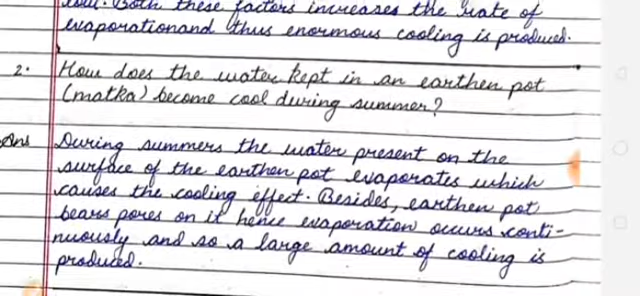 Both these factors increases the rate of
evaporationand thus enormous cooling is produced.
2. How does the water kept in an earthen pot
(matka) become cool during summer?
Ans During summers the water present on the
surface of the earthen pot evaporates which
causes the cooling effect. Besides, earthen pot
bears pores on it hence evaporation occurs conti-
nuously and so a large amount of cooling is
produced.